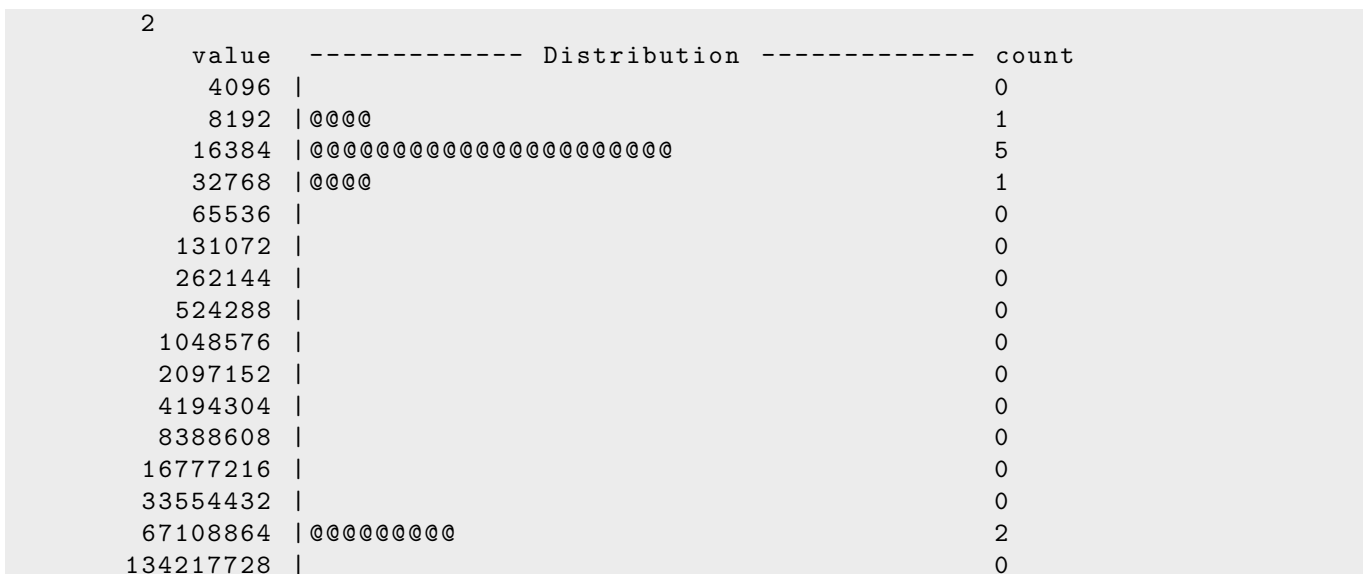 2
value ------------- Distribution ------------- count
4096 | 0
8192 |@@@@ 1
16384 |@@@@@@@@@@@@@@@@@@@@@@ 5
32768 |@@@@ 1
65536 | 0
131072 | 0
262144 | 0
524288 | 0
1048576 | 0
2097152 | 0
4194304 | 0
8388608 | 0
16777216 | 0
33554432 | 0
67108864 |@@@@@@@@@ 2
134217728 | 0